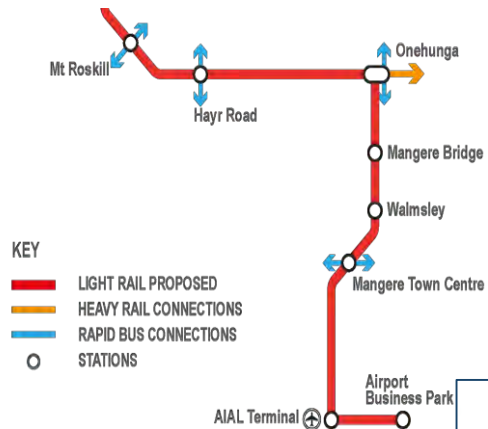 Onehunga
Mt Roskill
Hayr Road
Mangere Bridge
Walmsley
KEY
Mangere Town Centre
LIGHT RAIL PROPOSED
HEAVY RAIL CONNECTIONS
RAPID BUS CONNECTIONS
STATIONS
Airport
Business Park
AIAL Terminal